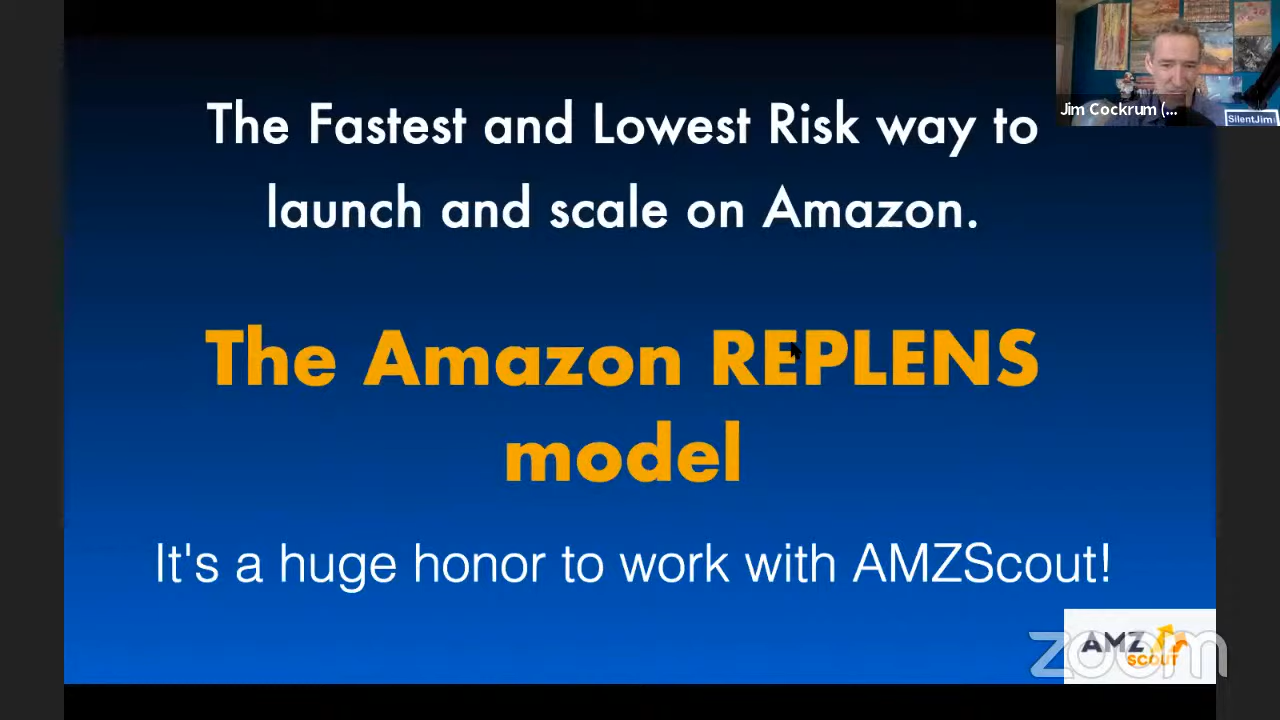 The Fastest and Lowest Risk way to
launch and scale on Amazon.
The Amazon REPLENS
model
It's a huge honor to work with AMZScout!
Jim Cockrum (...
SilentJim
AMZ
SCOUT
zoom